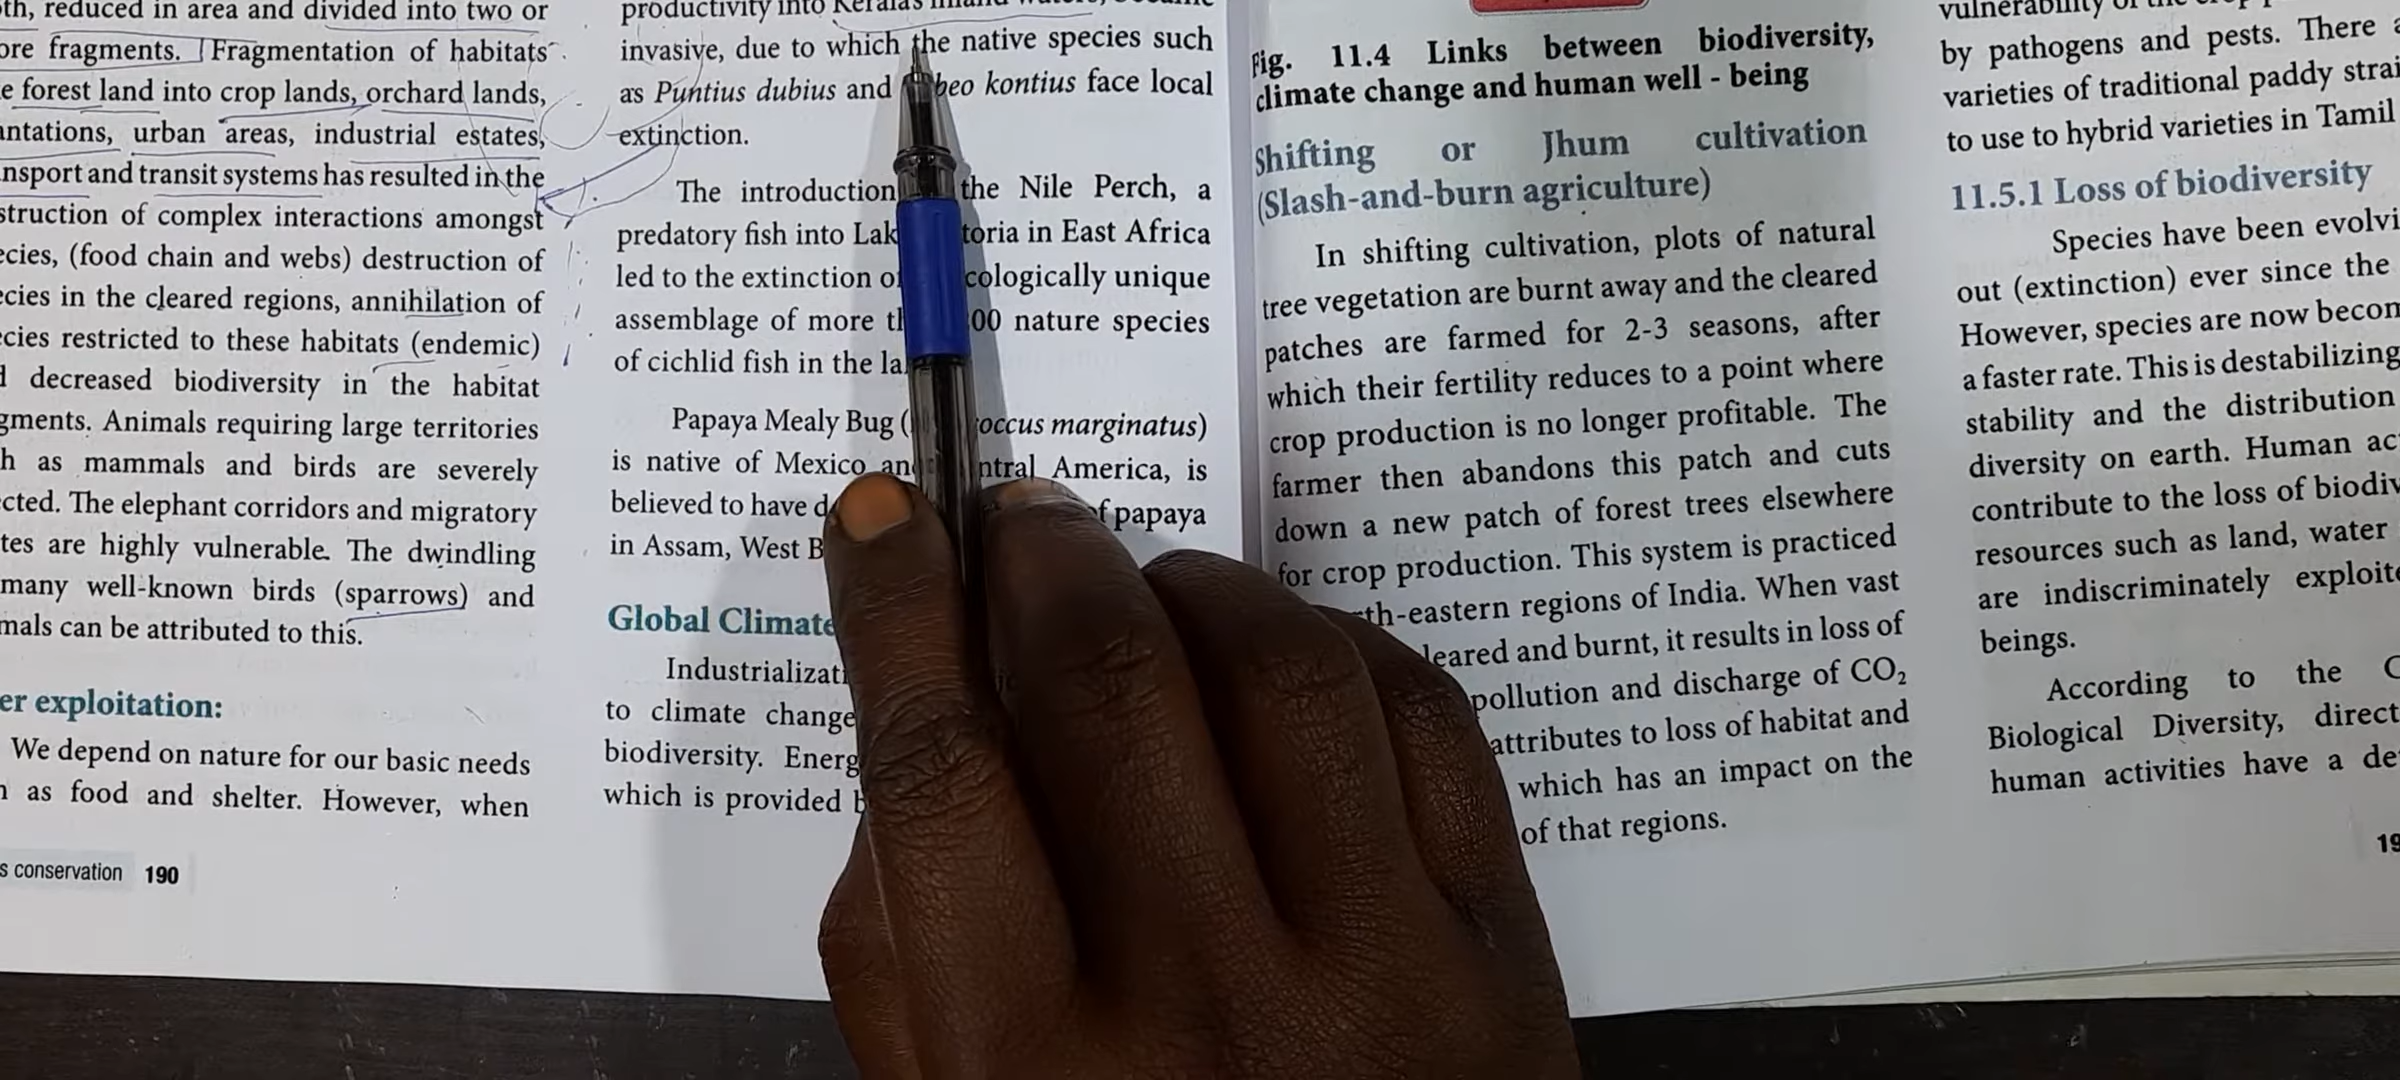 th, reduced in area and divided into two or
ore fragments. Fragmentation of habitats
e forest land into crop lands, orchard lands,
antations, urban areas, industrial estates,
nsport and transit systems has resulted in the
struction of complex interactions amongst
ecies, (food chain and webs) destruction of
ecies in the cleared regions, annihilation of
ecies restricted to these habitats (endemic)
d decreased biodiversity in the habitat
gments. Animals requiring large territories
h as mammals and birds are severely
cted. The elephant corridors and migratory
tes are highly vulnerable. The dwindling
many well-known birds (sparrows) and
mals can be attributed to this.
er exploitation:
We depend on nature for our basic needs
as food and shelter. However, when
s conservation 190
productivity into
invasive, due to which the native species such
as Puntius dubius and beo kontius face local
extinction.
The introduction the Nile Perch, a
predatory fish into Lak toria in East Africa
led to the extinction of cologically unique
assemblage of more th 00 nature species
of cichlid fish in the la
Papaya Mealy Bug ( occus marginatus)
is native of Mexico and ntral America, is
believed to have d of papaya
in Assam, West B
Global Climate
Industrializati
to climate change
biodiversity. Energ
which is provided b
Fig. 11.4 Links between biodiversity,
climate change and human well - being
Shifting or Jhum cultivation
(Slash-and-burn agriculture)
In shifting cultivation, plots of natural
tree vegetation are burnt away and the cleared
patches are farmed for 2-3 seasons, after
which their fertility reduces to a point where
crop production is no longer profitable. The
farmer then abandons this patch and cuts
down a new patch of forest trees elsewhere
for crop production. This system is practiced
th-eastern regions of India. When vast
leared and burnt, it results in loss of
pollution and discharge of CO₂
attributes to loss of habitat and
which has an impact on the
of that regions.
vulnerability of the
by pathogens and pests. There
varieties of traditional paddy strai
to use to hybrid varieties in Tamil
11.5.1 Loss of biodiversity
Species have been evolvi
out (extinction) ever since the
However, species are now becom
a faster rate. This is destabilizing
stability and the distribution
diversity on earth. Human ac
contribute to the loss of biodiv
resources such as land, water
are indiscriminately exploite
beings.
According to the C
Biological Diversity, direct
human activities have a de
19